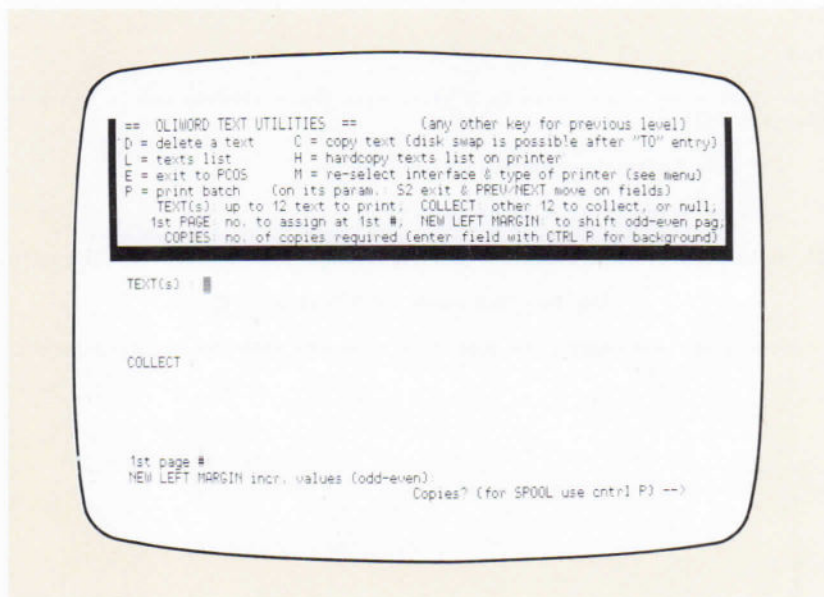 == OLIWORD TEXT UTILITIES == (any other key for previous level)
D = delete a text C = copy text (disk swap is possible after "TO" entry)
L = texts list H = hardcopy texts list on printer
E = exit to PCOS M = re-select interface & type of printer (see menu)
P = print batch (on its param.: S2 exit & PREV/NEXT move on fields)
TEXT(s): up to 12 text to print; COLLECT: other 12 to collect, or null;
1st PAGE: no. to assign at 1st #; NEW LEFT MARGIN: to shift odd-even pag;
COPIES: no. of copies required (enter field with CTRL P for background)
TEXT(s) :
COLLECT :
1st page #
NEW LEFT MARGIN incr. values (odd-even):
Copies? (for SPOOL use cntrl P) -->